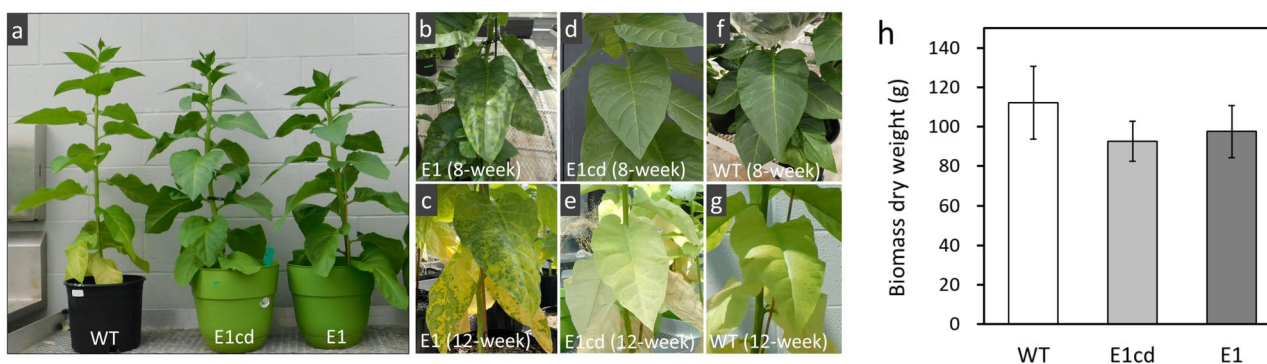 a
WT
E1cd
E1
b
E1 (8-week)
d
E1cd (8-week)
f
WT (8-week)
c
E1 (12-week)
e
E1cd (12-week)
g
WT (12-week)
h
Biomass dry weight (g)
140
120
100
80
60
40
20
0
WT
E1cd
E1